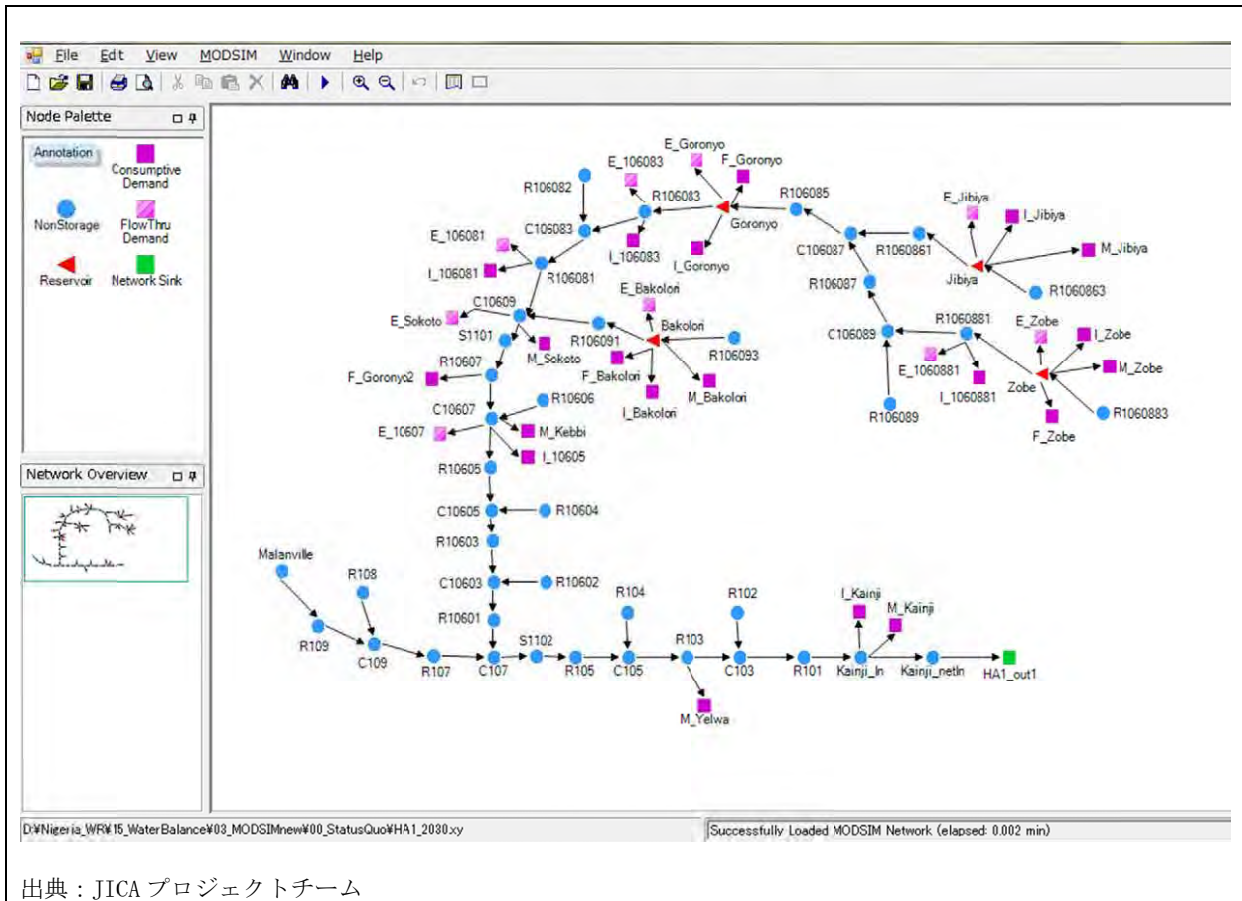 File Edt View MODSIM Window Help
Node Palette
Annotation
Consumptive
Demand
NonStorage
FlowThru
Demand
Reservoir
Network Sink
Network Overview
E_Goronyo
F_Goronyo
E_106083
R106082
R106083
Goronyo
R106085
E_Jibiya
I_Jibiya
M_Jibiya
E_106081
C106083
I_106083
I_Goronyo
C106087
R1060861
Jibiya
I_106081
R106081
R106087
R1060863
E_Bakolori
C10609
E_Sokoto
S1101
M_Sokoto
R106091
Bakolori
R106093
C106089
R1060881
E_Zobe
I_Zobe
M_Zobe
E_1060881
I_1060881
Zobe
R1060883
F_Zobe
R106089
R10607
F_Goronyo2
F_Bakolori
I_Bakolori
M_Bakolori
C10607
R10606
E_10607
M_Kebbi
I_10605
R10605
C10605
R10604
R10603
C10603
R10602
Malanville
R108
R10601
R104
R102
I_Kainji
M_Kainji
R109
C109
R107
C107
S1102
R105
C105
R103
C103
R101
Kainji_In
Kainji_netIn
HA1_out1
M_Yelwa
D:¥Nigeria_WR¥15_WaterBalance¥03_MODSIMnew¥00_StatusQuo¥HA1_2030.xy
Successfully Loaded MODSIM Network (elapsed: 0.002 min)
出典：JICA プロジェクトチーム